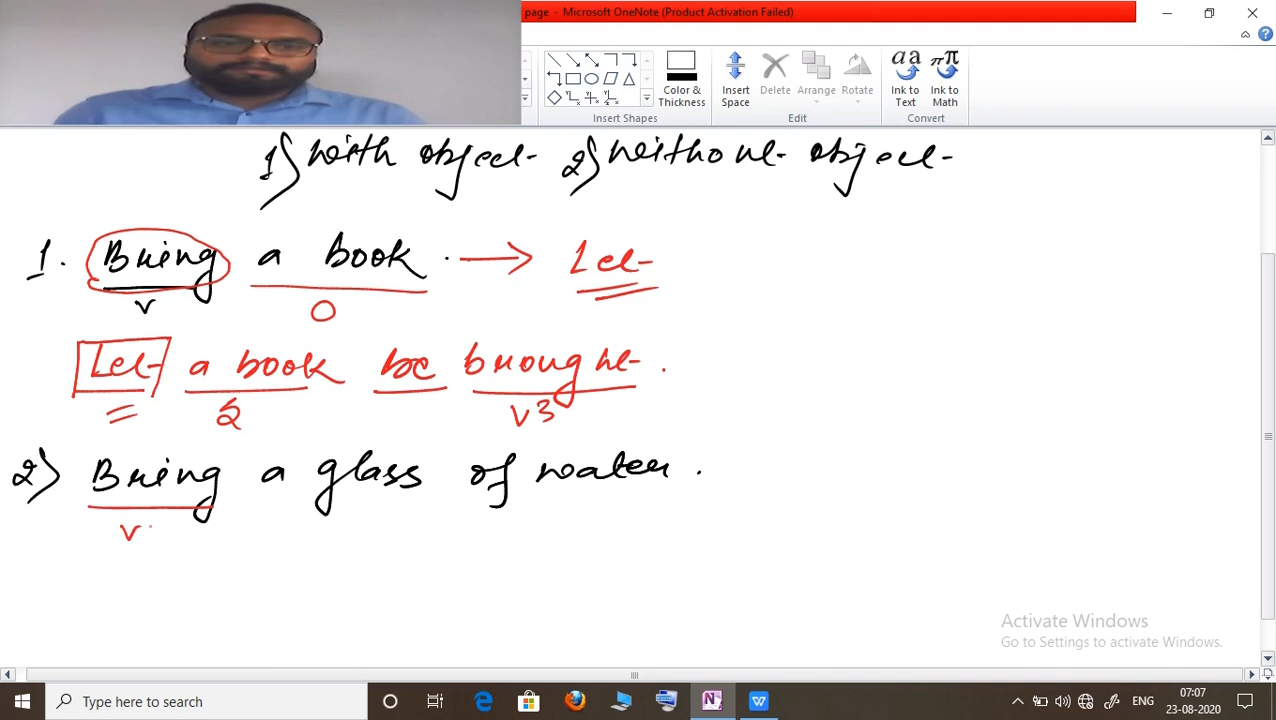 page - Microsoft OneNote (Product Activation Failed)
Color &
Thickness
Insert
Space
Delete
Arrange
Rotate
Ink to
Text
Ink to
Math
Insert Shapes
Edit
Convert
1) with object 2) without object
1. Bring a book. → Let
V O
Let a book be brought.
S V3
2) Bring a glass of water.
V
Activate Windows
Go to Settings to activate Windows.
Type here to search
ENG
07:07
23-08-2020